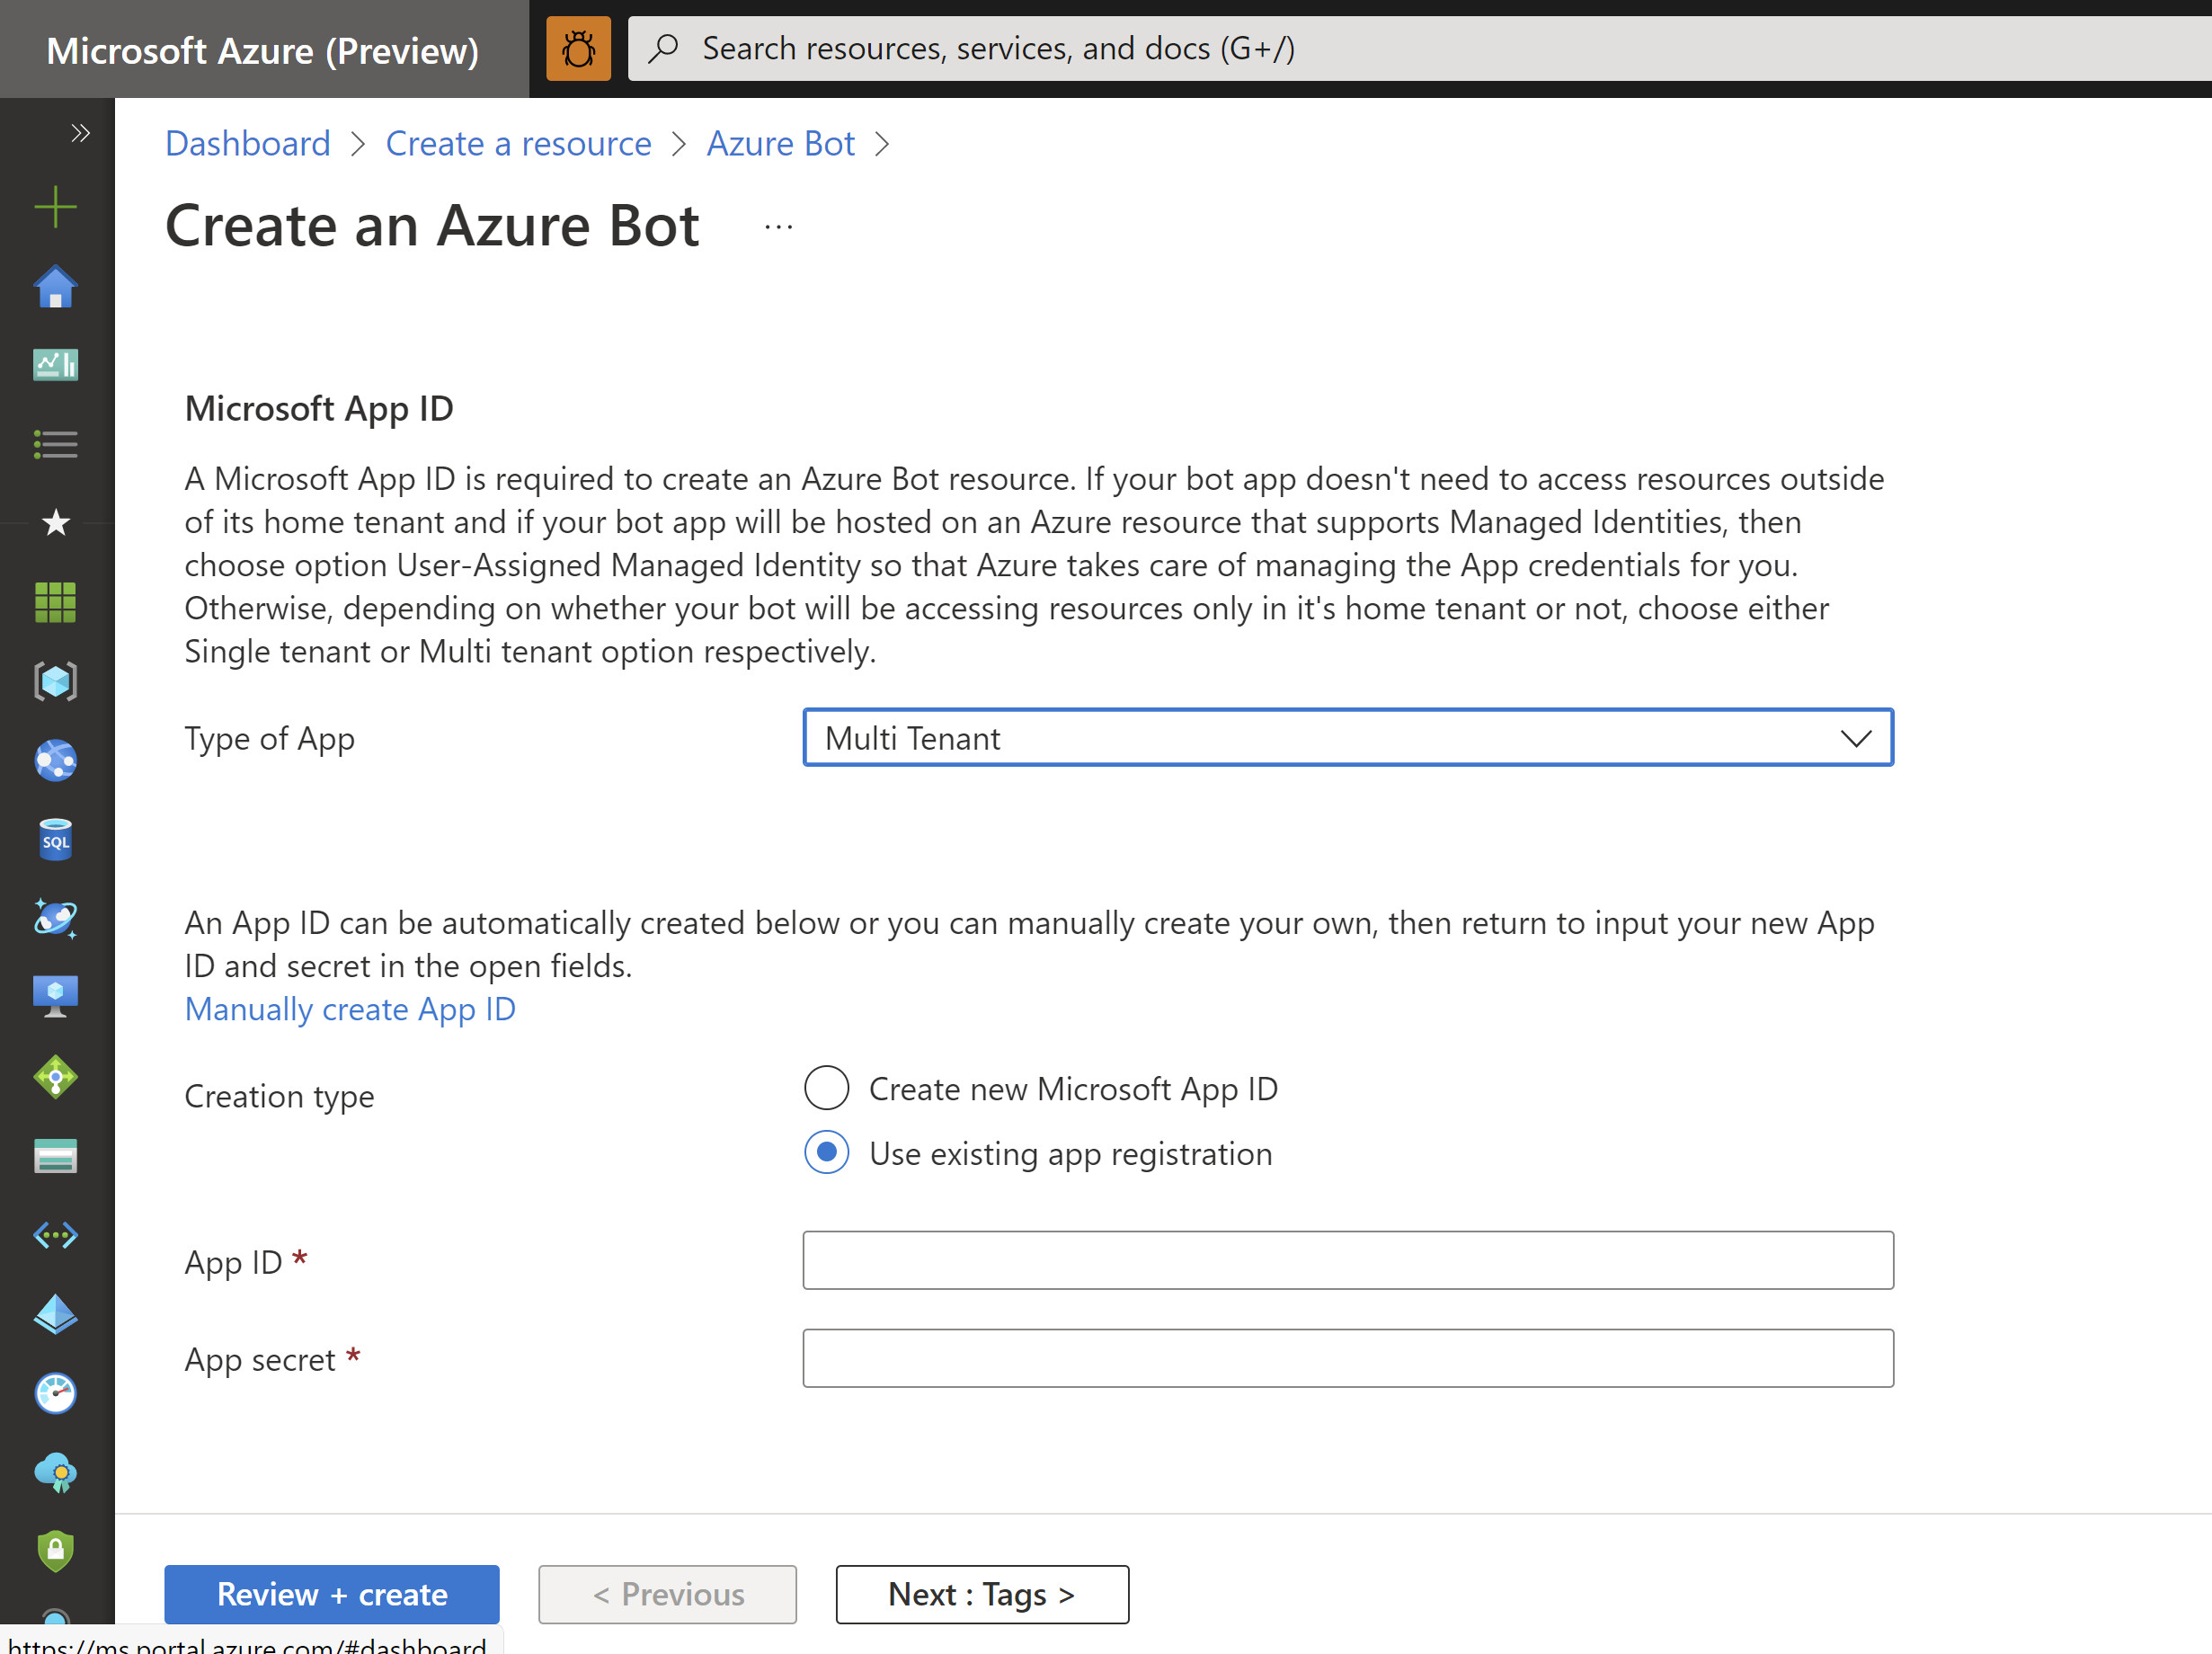 Microsoft Azure (Preview)
Search resources, services, and docs (G+/)
Dashboard > Create a resource > Azure Bot >
Create an Azure Bot ...
Microsoft App ID
A Microsoft App ID is required to create an Azure Bot resource. If your bot app doesn't need to access resources outside
of its home tenant and if your bot app will be hosted on an Azure resource that supports Managed Identities, then
choose option User-Assigned Managed Identity so that Azure takes care of managing the App credentials for you.
Otherwise, depending on whether your bot will be accessing resources only in it's home tenant or not, choose either
Single tenant or Multi tenant option respectively.
Type of App
Multi Tenant
An App ID can be automatically created below or you can manually create your own, then return to input your new App
ID and secret in the open fields.
Manually create App ID
Creation type
Create new Microsoft App ID
Use existing app registration
App ID *
App secret *
SQL
Review + create
< Previous
Next : Tags >
https://ms.portal.azure.com/#dashboard